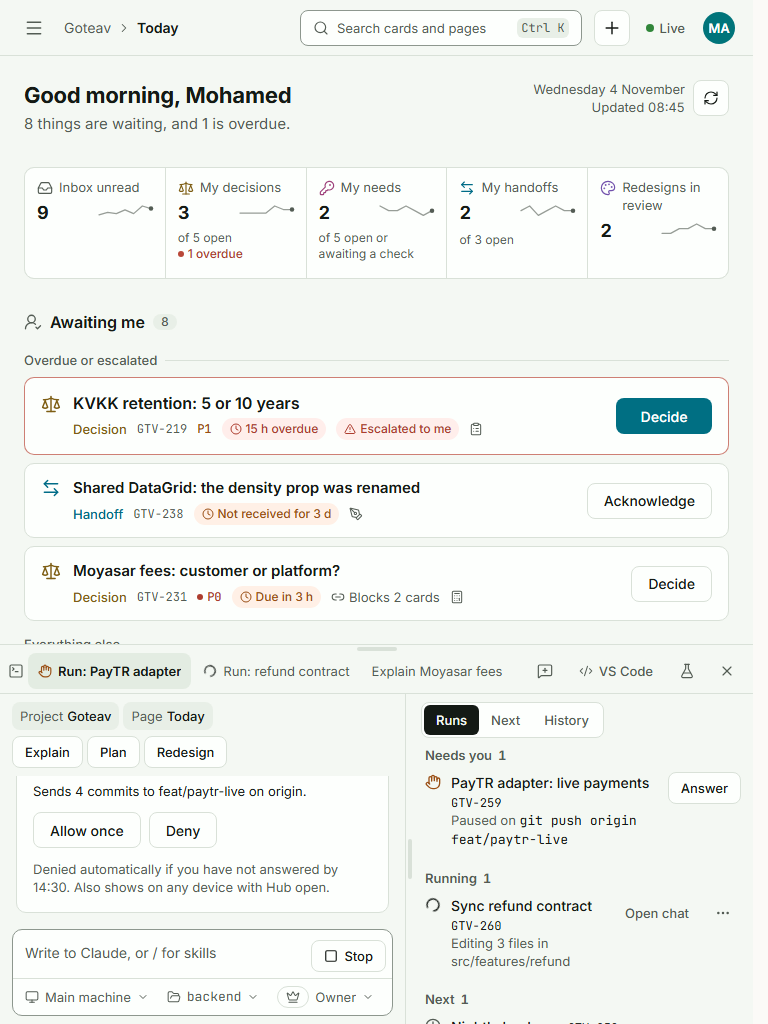 Goteav > Today
Search cards and pages
Ctrl K
Live
MA
Good morning, Mohamed
8 things are waiting, and 1 is overdue.
Wednesday 4 November
Updated 08:45
Inbox unread
9
My decisions
3
of 5 open
1 overdue
My needs
2
of 5 open or
awaiting a check
My handoffs
2
of 3 open
Redesigns in
review
2
Awaiting me 8
Overdue or escalated
KVKK retention: 5 or 10 years
Decision GTV-219 P1 15 h overdue Escalated to me
Decide
Shared DataGrid: the density prop was renamed
Handoff GTV-238 Not received for 3 d
Acknowledge
Moyasar fees: customer or platform?
Decision GTV-231 P0 Due in 3 h Blocks 2 cards
Decide
Everything else
Run: PayTR adapter
Run: refund contract
Explain Moyasar fees
VS Code
Project Goteav
Page Today
Explain
Plan
Redesign
Sends 4 commits to feat/paytr-live on origin.
Allow once
Deny
Denied automatically if you have not answered by
14:30. Also shows on any device with Hub open.
Write to Claude, or / for skills
Stop
Main machine
backend
Owner
Runs
Next
History
Needs you 1
PayTR adapter: live payments
GTV-259
Paused on git push origin
feat/paytr-live
Answer
Running 1
Sync refund contract
GTV-260
Editing 3 files in
src/features/refund
Open chat
Next 1